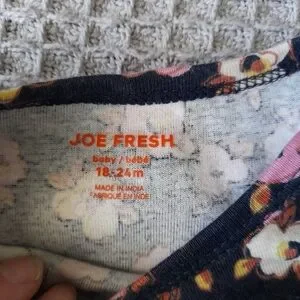 JOE FRESH
baby / bébé
18-24m
MADE IN INDIA
FABRIQUÉ EN INDE